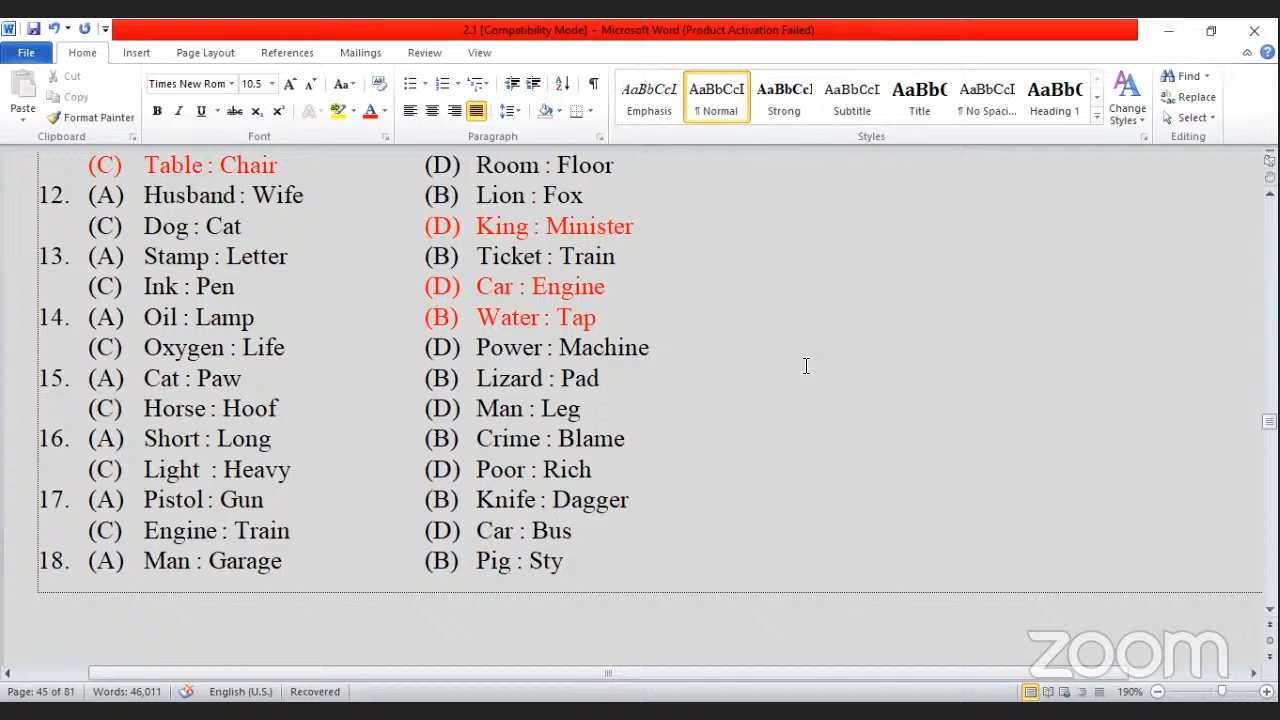 2.1 [Compatibility Mode] - Microsoft Word (Product Activation Failed)
File Home Insert Page Layout References Mailings Review View
Paste Cut Copy Format Painter
Times New Rom 10.5
AaBbCcI AaBbCcI AaBbCcI AaBbCcI AaBb( AaBbCcI AaBb(
Emphasis ¶ Normal Strong Subtitle Title ¶ No Spaci... Heading 1
Change Styles
Find Replace Select
Clipboard Font Paragraph Styles Editing
(C) Table : Chair (D) Room : Floor
12. (A) Husband : Wife (B) Lion : Fox
(C) Dog : Cat (D) King : Minister
13. (A) Stamp : Letter (B) Ticket : Train
(C) Ink : Pen (D) Car : Engine
14. (A) Oil : Lamp (B) Water : Tap
(C) Oxygen : Life (D) Power : Machine
15. (A) Cat : Paw (B) Lizard : Pad
(C) Horse : Hoof (D) Man : Leg
16. (A) Short : Long (B) Crime : Blame
(C) Light : Heavy (D) Poor : Rich
17. (A) Pistol : Gun (B) Knife : Dagger
(C) Engine : Train (D) Car : Bus
18. (A) Man : Garage (B) Pig : Sty
zoom
Page: 45 of 81 Words: 46,011 English (U.S.) Recovered 190%